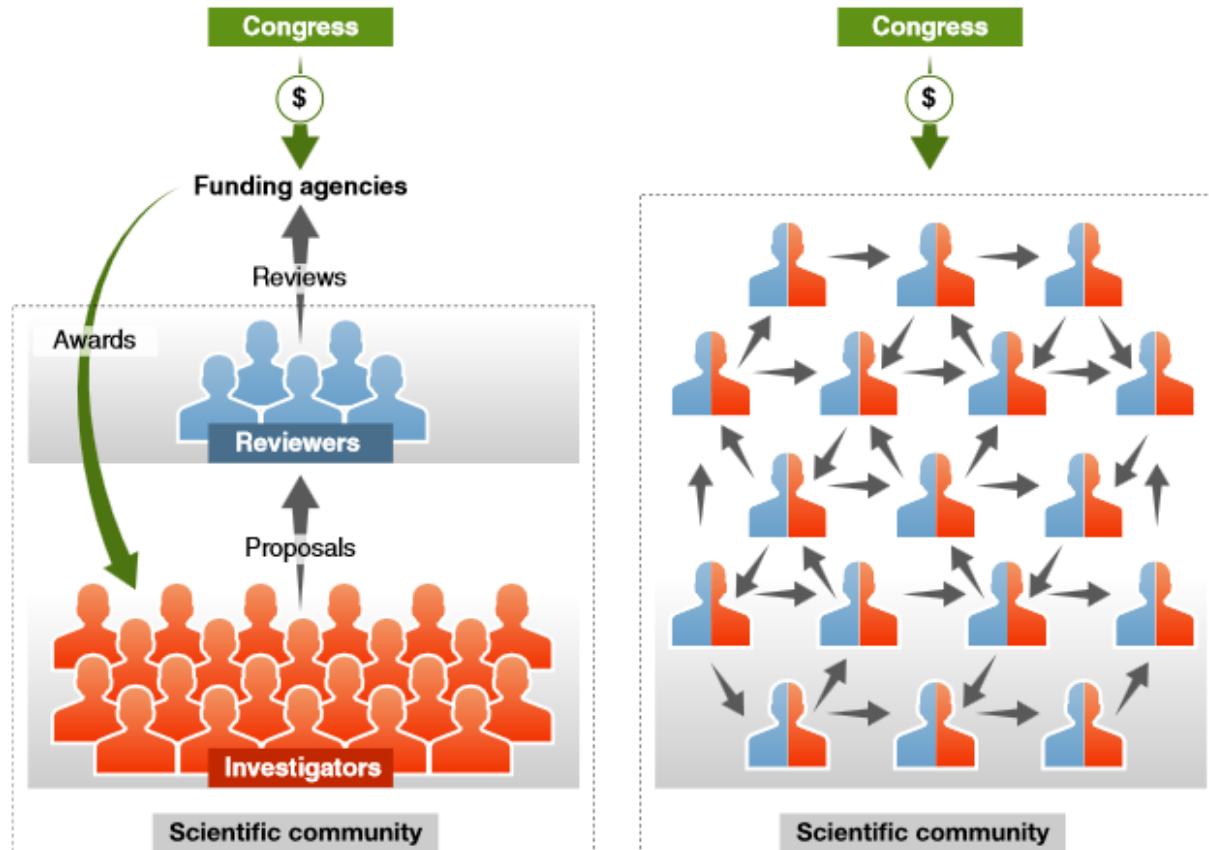 Congress
$
Funding agencies
Reviews
Awards
Reviewers
Proposals
Investigators
Scientific community
Congress
$
Scientific community